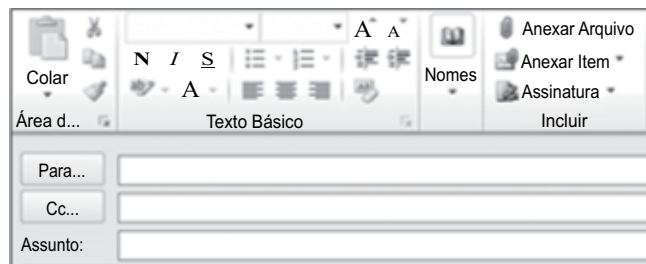 A A
Anexar Arquivo
N I S
Colar
Nomes
Anexar Item
A
Assinatura
Área d...
Texto Básico
Incluir
Para...
Cc...
Assunto: